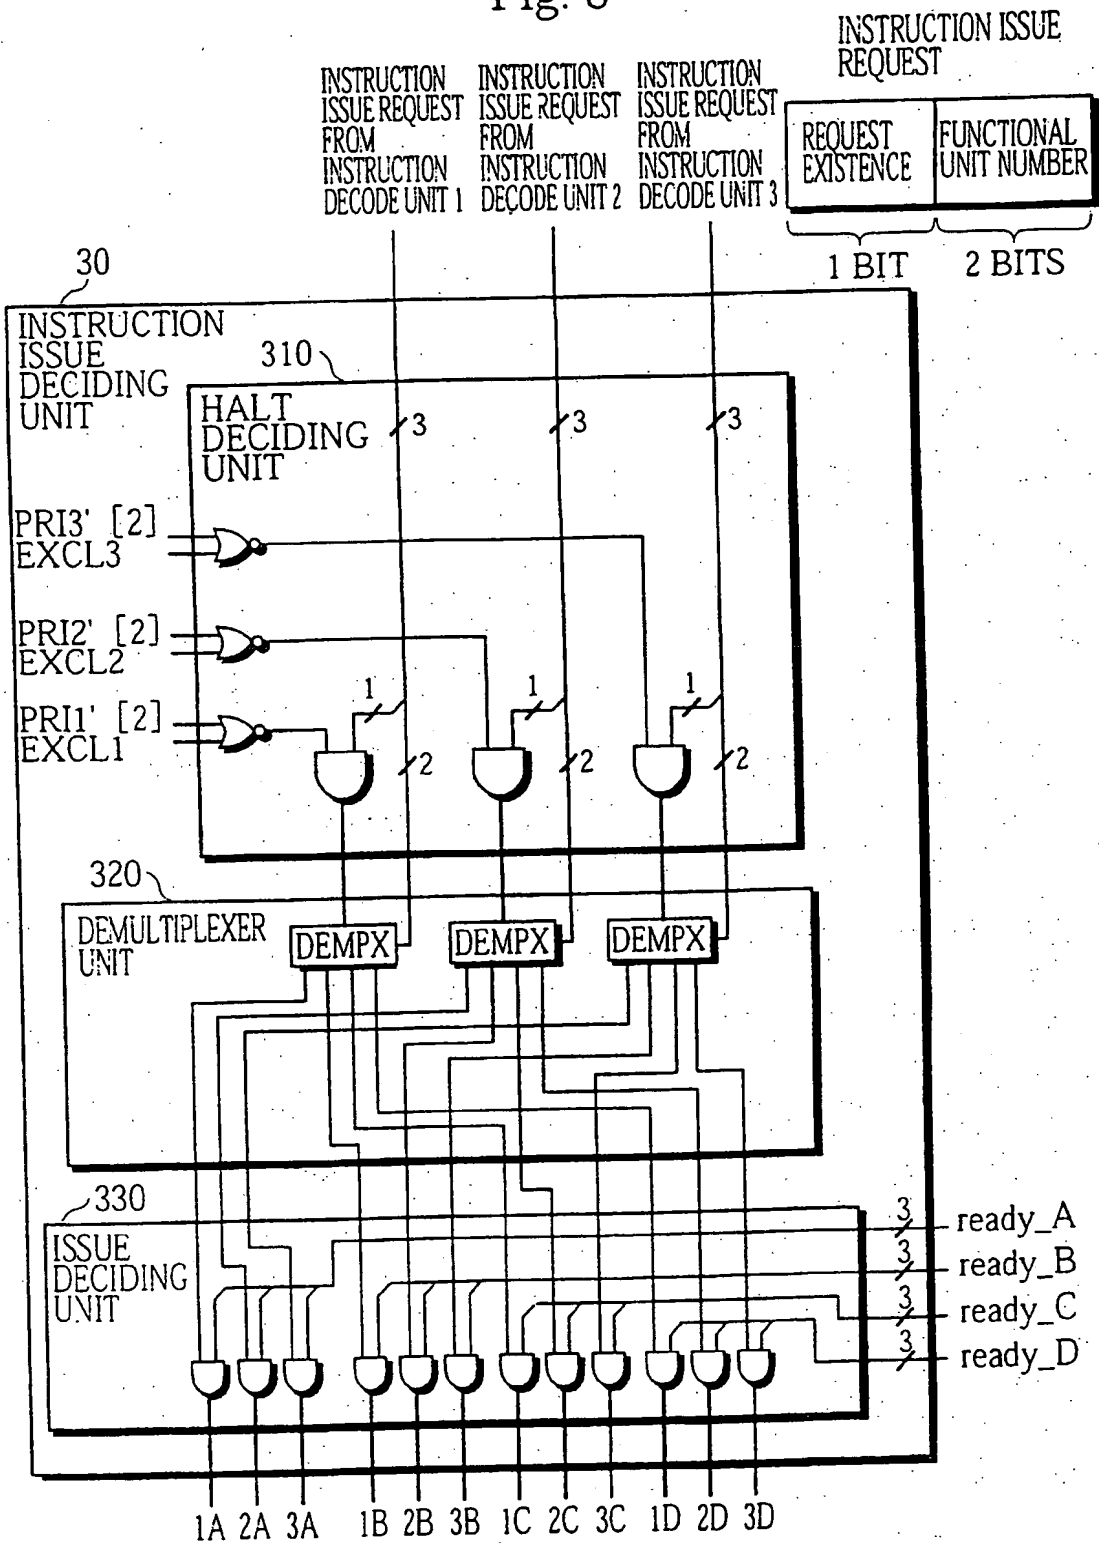 Fig. 8
INSTRUCTION ISSUE
REQUEST
REQUEST
EXISTENCE
FUNCTIONAL
UNIT NUMBER
1 BIT
2 BITS
INSTRUCTION
ISSUE REQUEST
FROM
INSTRUCTION
DECODE UNIT 1
INSTRUCTION
ISSUE REQUEST
FROM
INSTRUCTION
DECODE UNIT 2
INSTRUCTION
ISSUE REQUEST
FROM
INSTRUCTION
DECODE UNIT 3
30
INSTRUCTION
ISSUE
DECIDING
UNIT
310
HALT
DECIDING
UNIT
3
3
3
PRI3' [2]
EXCL3
PRI2' [2]
EXCL2
PRI1' [2]
EXCL1
1
1
1
2
2
2
320
DEMULTIPLEXER
UNIT
DEMPX
DEMPX
DEMPX
330
ISSUE
DECIDING
UNIT
3
ready_A
3
ready_B
3
ready_C
3
ready_D
1A 2A 3A 1B 2B 3B 1C 2C 3C 1D 2D 3D